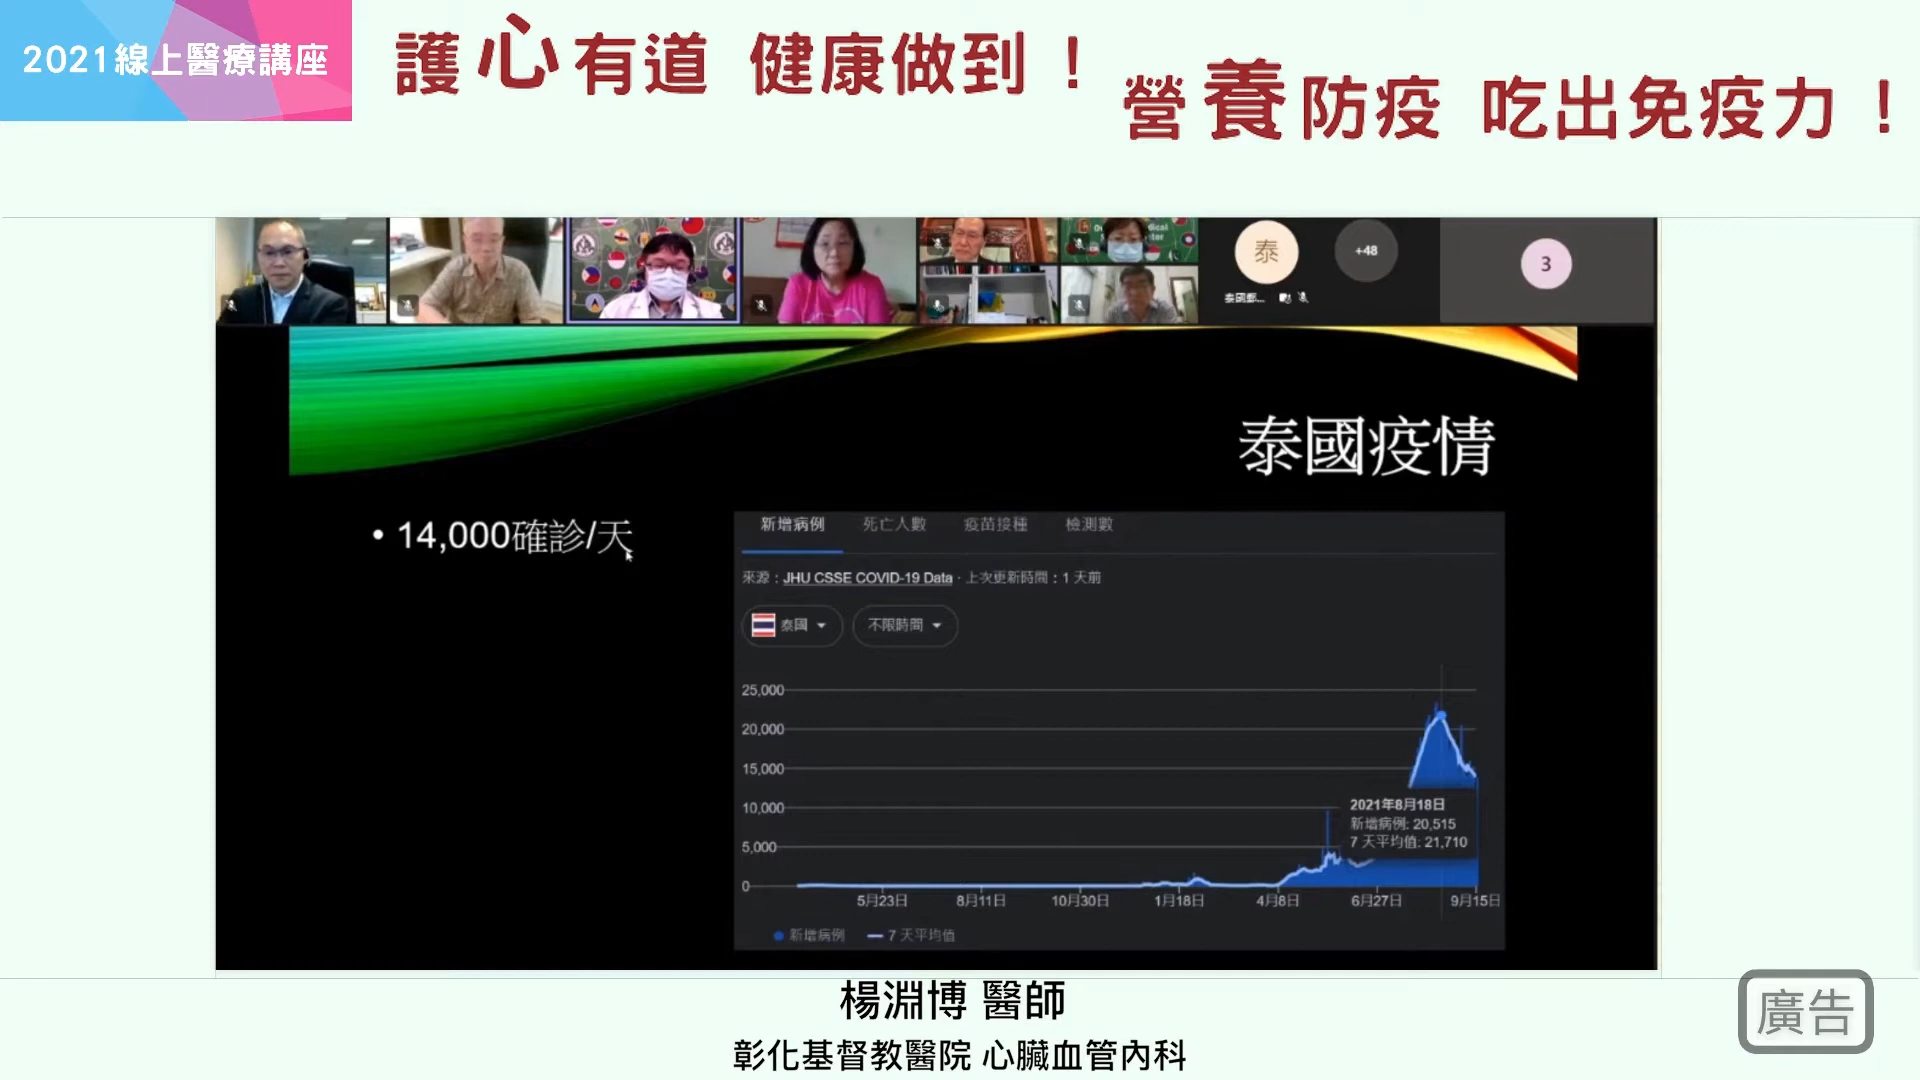 2021線上醫療講座
護心有道 健康做到！
營養防疫 吃出免疫力！
泰
+48
3
泰國疫情
• 14,000確診/天
新增病例 死亡人數 疫苗接種 檢測數
來源：JHU CSSE COVID-19 Data · 上次更新時間：1 天前
泰國 不限時間
25,000
20,000
15,000
10,000
5,000
0
2021年8月18日
新增病例: 20,515
7 天平均值: 21,710
5月23日 8月11日 10月30日 1月18日 4月8日 6月27日 9月15日
新增病例 7 天平均值
楊淵博 醫師
彰化基督教醫院 心臟血管內科
廣告